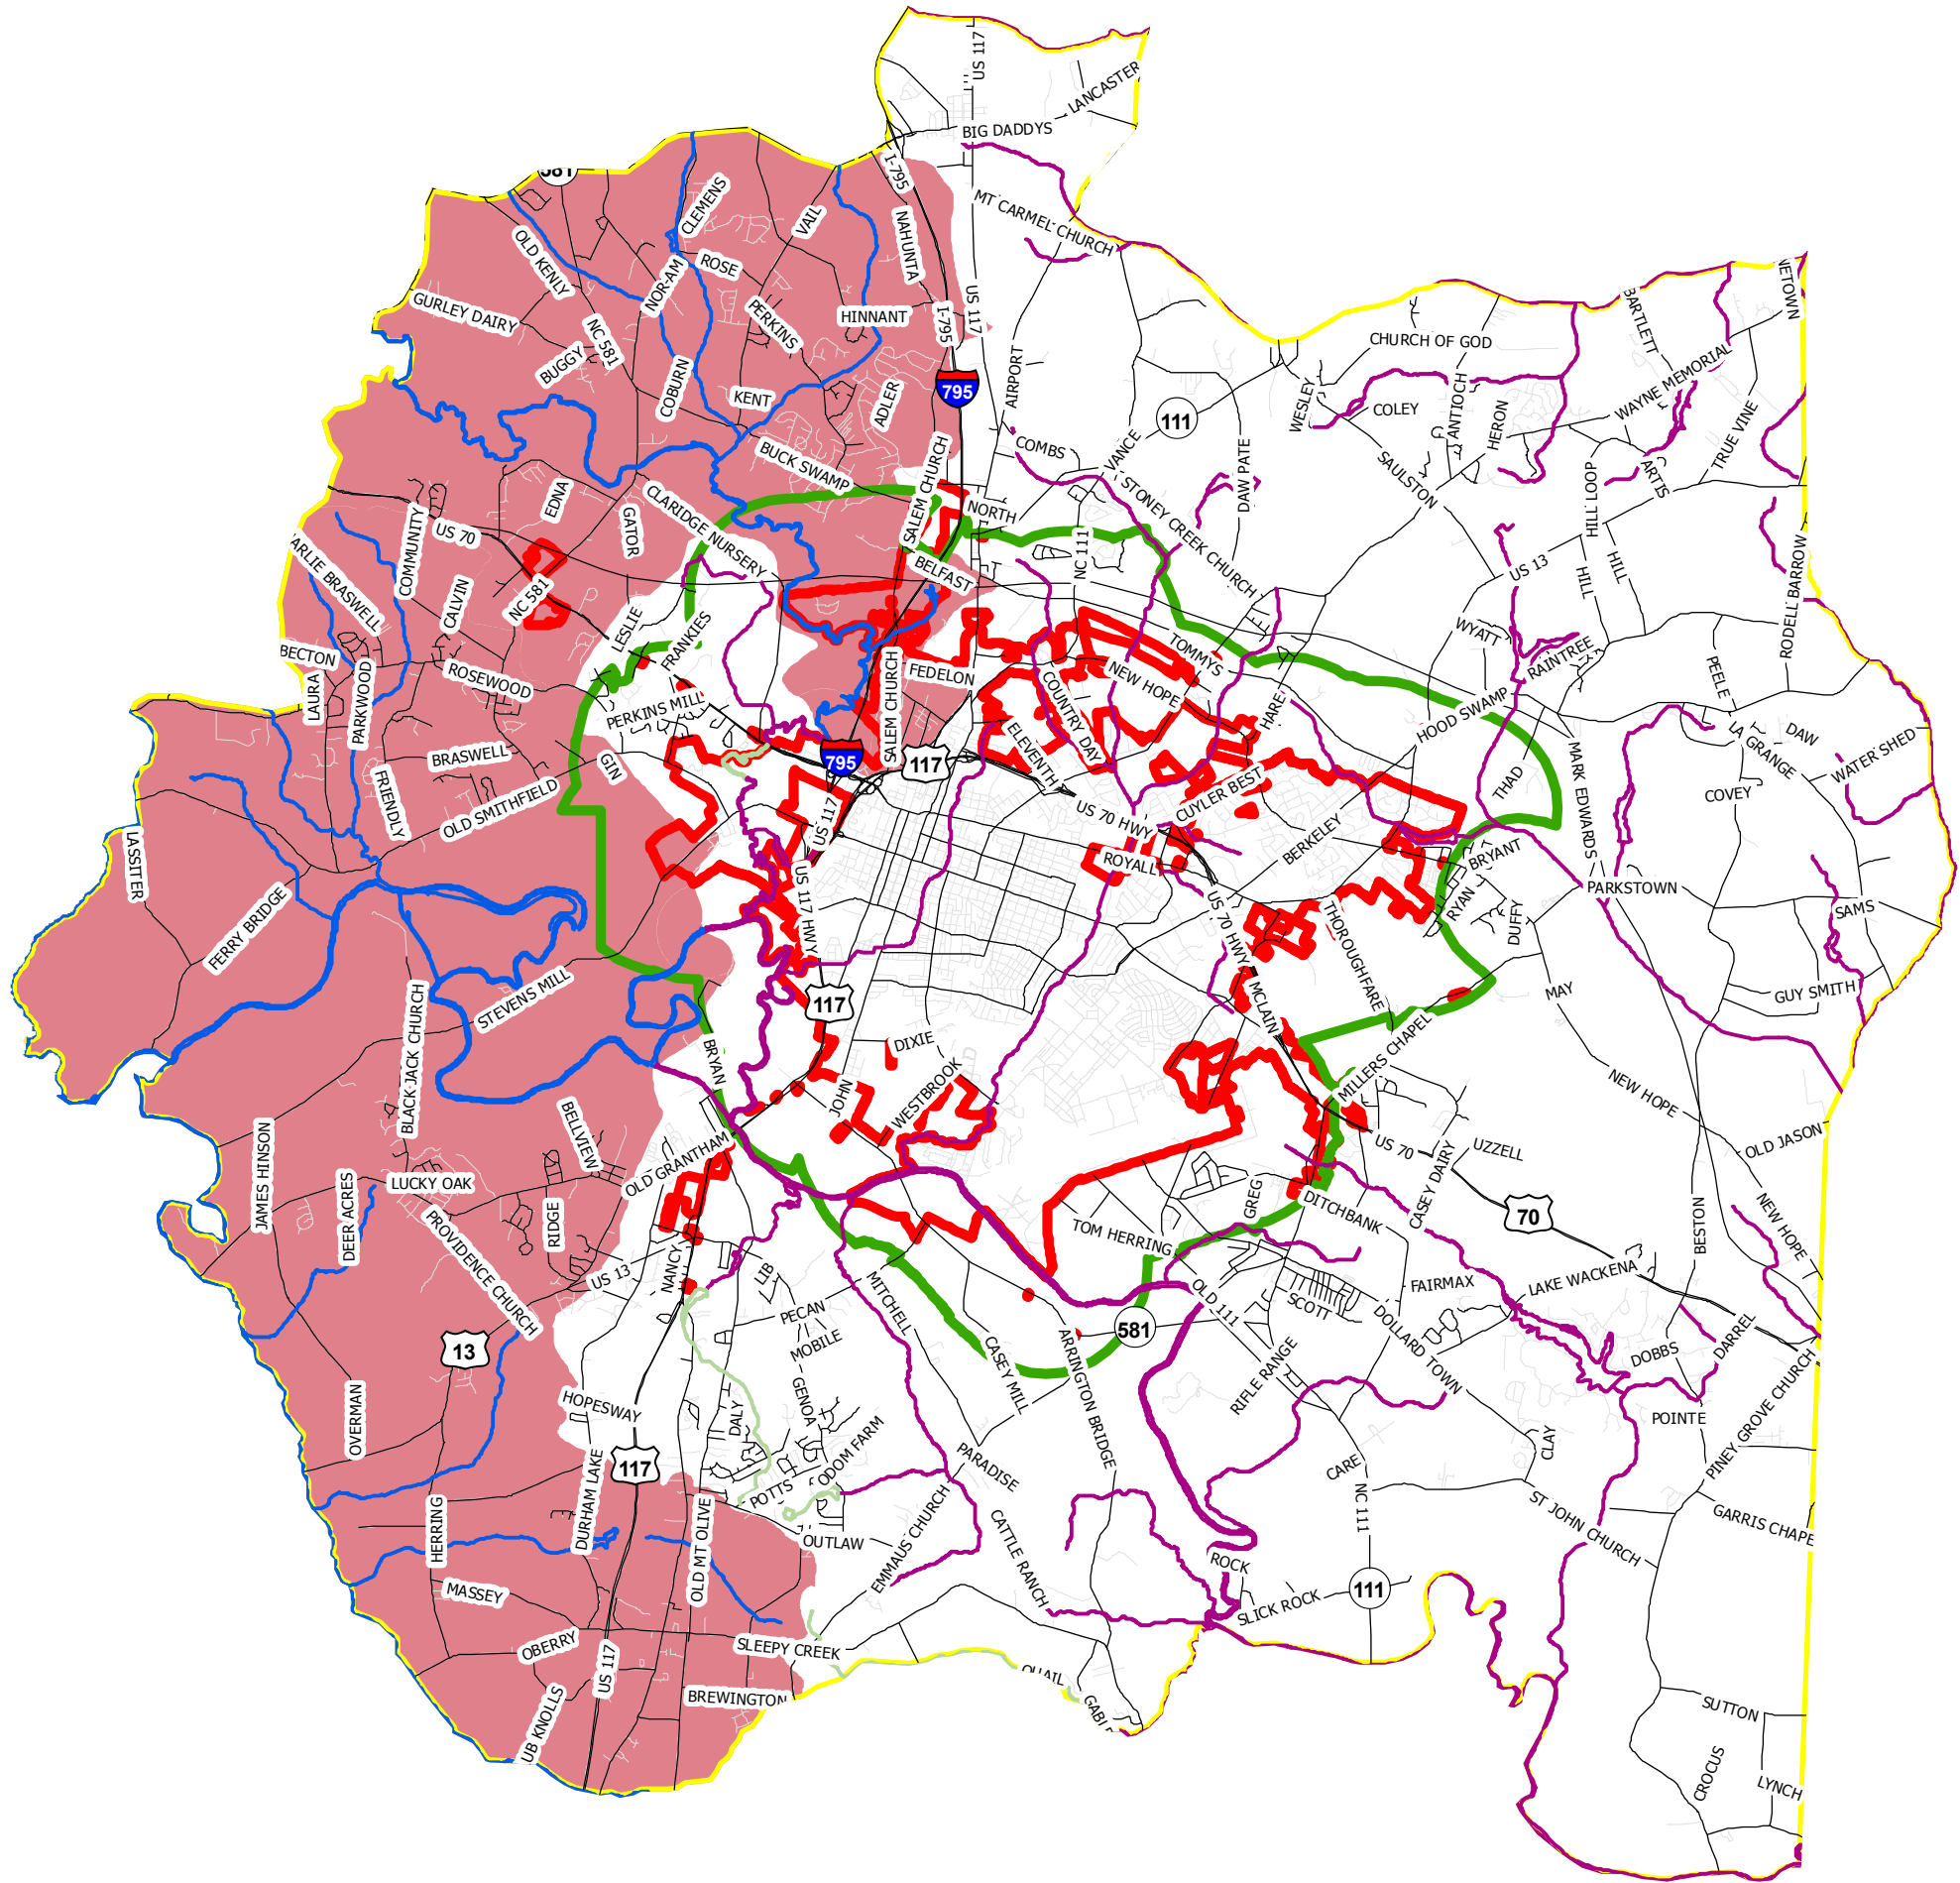 US 117
LANCASTER
BIG DADDYS
I-795
581
CLEMENS
VAIL
NAHUNTA
MT CARMEL CHURCH
OLD KENLY
NOR-AM
ROSE
GURLEY DAIRY
NC 581
PERKINS
HINNANT
I-795
US 117
BARTLETT
BUGGY
COBURN
KENT
ADLER
795
AIRPORT
111
CHURCH OF GOD
WESLEY
COLEY
ANTIOCH
HERON
WAYNE MEMORIAL
TRUE VINE
BUCK SWAMP
SALEM CHURCH
COMBS
VANCE
DAW PATE
SAULSTON
HILL LOOP
ARTIS
EDNA
CLARIDGE NURSERY
NORTH
STONEY CREEK CHURCH
COMMUNITY
US 70
GATOR
NC 111
BELFAST
US 13
HILL
HILL
RODELL BARROW
CALVIN
NC 581
LESLIE
FRANKIES
TOMMYS
WYATT
RAINTREE
BECTON
LAURA
PARKWOOD
ROSEWOOD
PERKINS MILL
SALEM CHURCH
FEDELON
COUNTRY DAY
NEW HOPE
HARE
HOOD SWAMP
PEELE
LA GRANGE
DAW
WATER SHED
BRASWELL
GIN
795
117
ELEVENTH
THAD
MARK EDWARDS
COVEY
FRIENDLY
OLD SMITHFIELD
US 117
US 70 HWY
CUYLER BEST
BERKELEY
ROYALL
BRYANT
LASSITER
FERRY BRIDGE
US 117 HWY
US 70 HWY
THOROUGHFARE
RYAN
DUFFY
PARKSTOWN
SAMS
STEVENS MILL
117
MCLAIN
MAY
GUY SMITH
BLACK JACK CHURCH
BRYAN
DIXIE
JOHN
WESTBROOK
MILLERS CHAPEL
NEW HOPE
JAMES HINSON
BELLVIEW
OLD GRANTHAM
US 70
CASEY DAIRY
UZZELL
OLD JASON
LUCKY OAK
DEER ACRES
RIDGE
PROVIDENCE CHURCH
GREG
DITCHBANK
70
BESTON
NEW HOPE
TOM HERRING
US 13
NANCY
LIB
PECAN
MOBILE
MITCHELL
OLD 111
SCOTT
FAIRMAX
LAKE WACKENA
13
581
CASEY MILL
ARRINGTON BRIDGE
DOLLARD TOWN
DOBBS
DARREL
OVERMAN
HOPESWAY
DALY
GENOA
RIFLE RANGE
POINTE
PINEY GROVE CHURCH
117
ODOM FARM
POTTS
PARADISE
CARE
CLAY
HERRING
DURHAM LAKE
OLD MT OLIVE
OUTLAW
EMMAUS CHURCH
CATTLE RANCH
NC 111
ST JOHN CHURCH
ROCK
SLICK ROCK
111
MASSEY
OBERRY
SLEEPY CREEK
QUAIL
US 117
BREWINGTON
UB KNOLLS
SUTTON
CROCUS
LYNCH